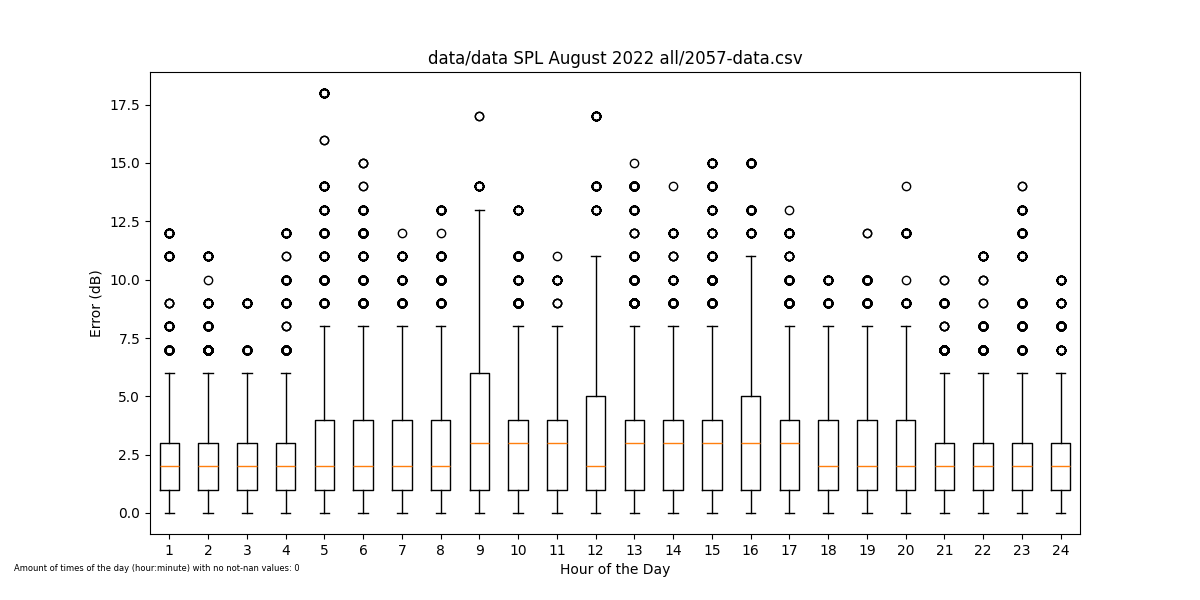 data/data SPL August 2022 all/2057-data.csv
17.5
15.0
12.5
10.0
7.5
5.0
2.5
0.0
Error (dB)
1 2 3 4 5 6 7 8 9 10 11 12 13 14 15 16 17 18 19 20 21 22 23 24
Hour of the Day
Amount of times of the day (hour:minute) with no not-nan values: 0